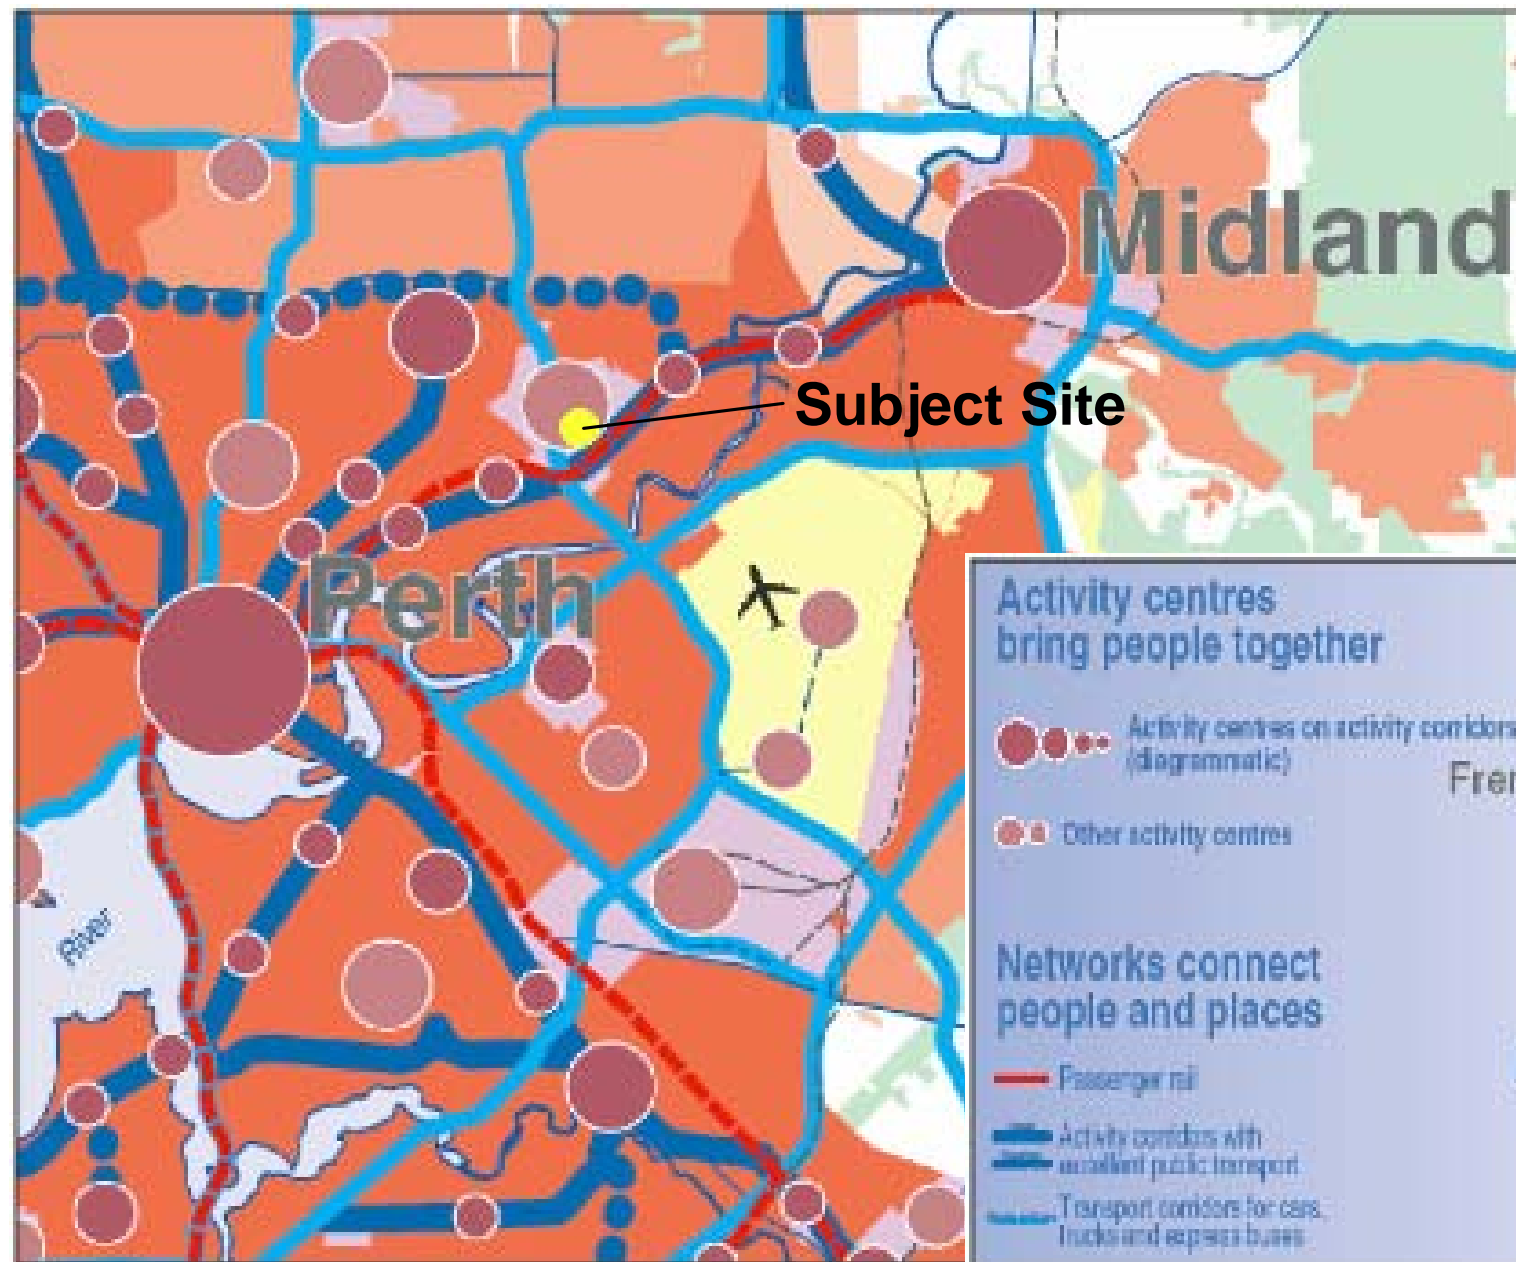 Midland
Subject Site
Perth
River
Activity centres
bring people together
Activity centres on activity corridors
(diagrammatic)
Frer
Other activity centres
Networks connect
people and places
Passenger rail
Activity corridors with
excellent public transport
Transport corridors for cars,
trucks and express buses